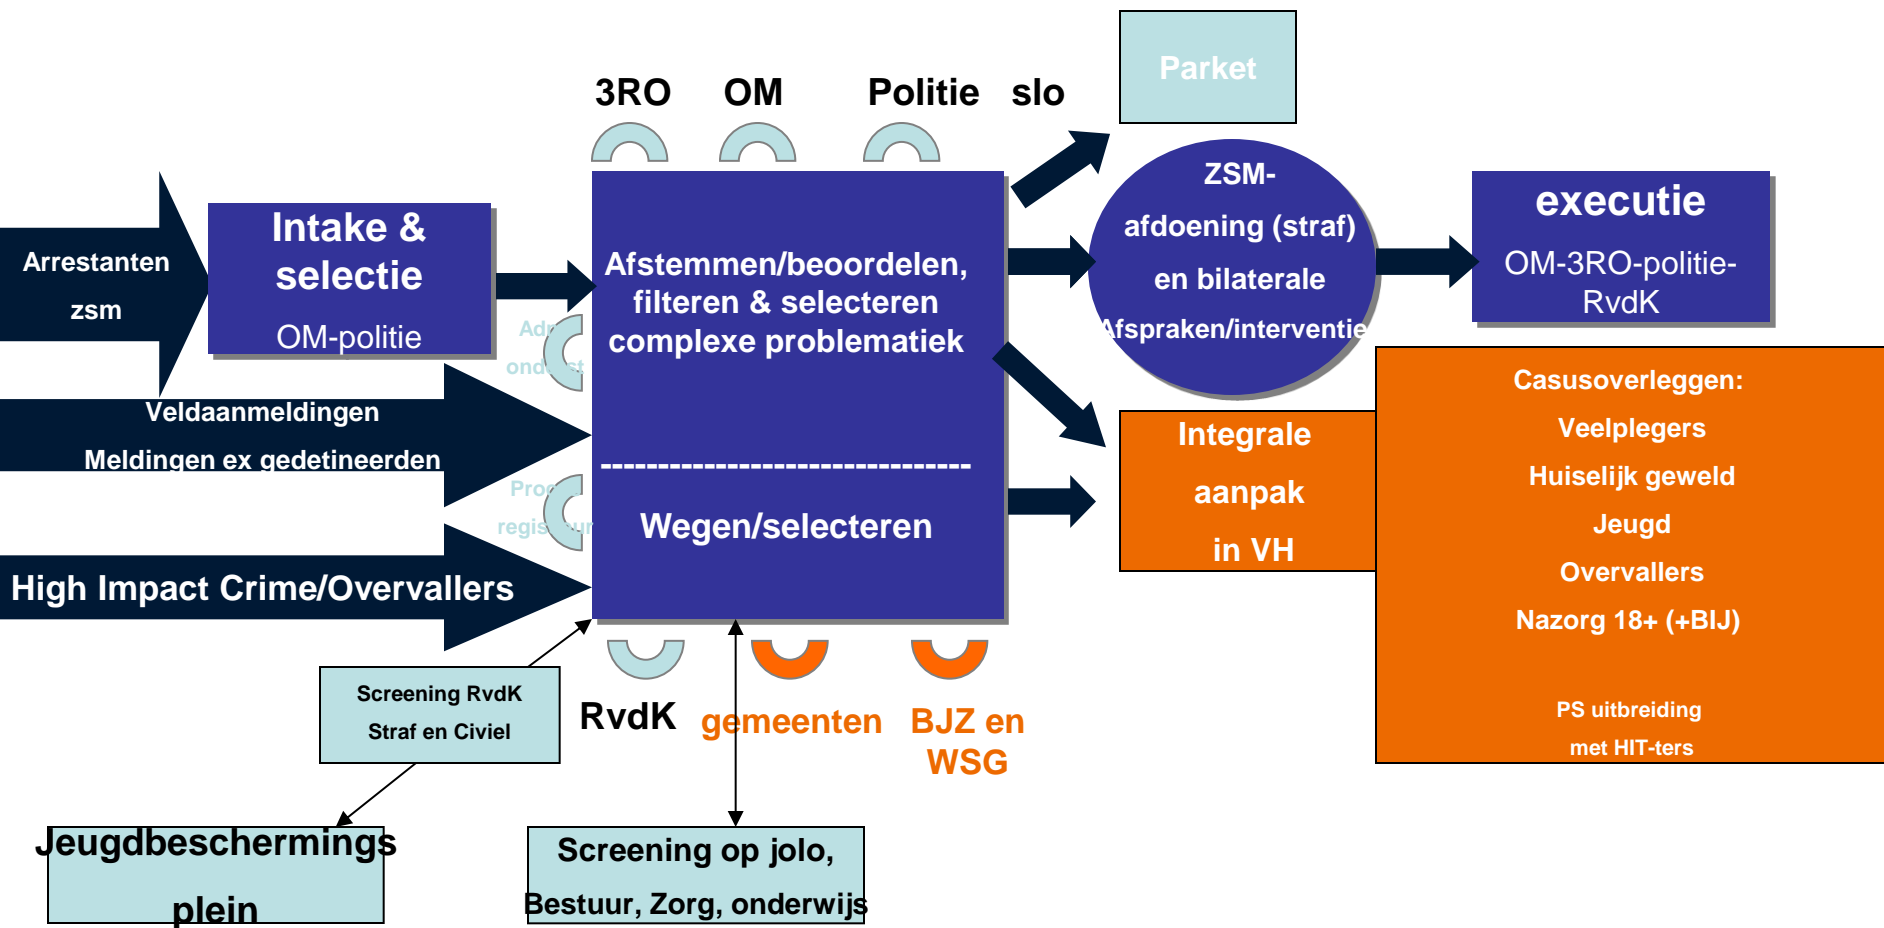 Parket
3RO OM Politie slo
ZSM-
afdoening (straf)
en bilaterale
Afspraken/interventie
executie
OM-3RO-politie-
RvdK
Intake &
selectie
OM-politie
Arrestanten
zsm
Afstemmen/beoordelen,
filteren & selecteren
complexe problematiek
-------------------------------
Wegen/selecteren
Veldaanmeldingen
Meldingen ex gedetineerden
High Impact Crime/Overvallers
Integrale
aanpak
in VH
Casusoverleggen:
Veelplegers
Huiselijk geweld
Jeugd
Overvallers
Nazorg 18+ (+BIJ)
PS uitbreiding
met HIT-ters
Screening RvdK
Straf en Civiel
RvdK gemeenten BJZ en
WSG
Jeugdbeschermings
plein
Screening op jolo,
Bestuur, Zorg, onderwijs